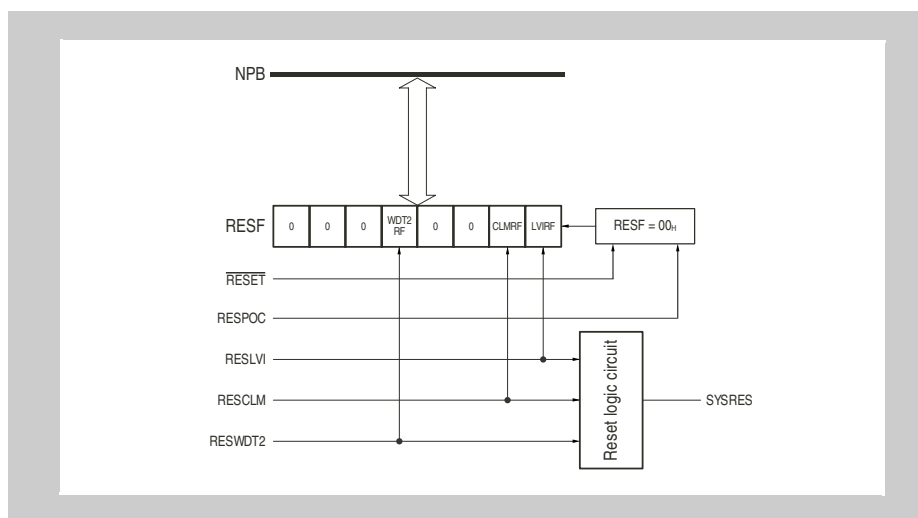 NPB
RESF 0 0 0 WDT2 RF 0 0 CLMRF LVIRF RESF = 00H
RESET
RESPOC
RESLVI
RESCLM
RESWDT2
Reset logic circuit
SYSRES